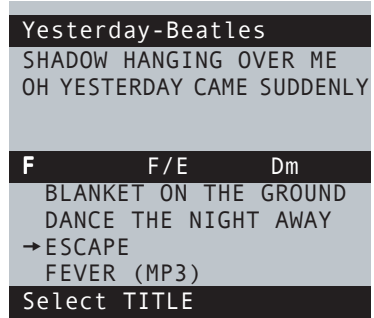 Yesterday-Beatles
SHADOW HANGING OVER ME
OH YESTERDAY CAME SUDDENLY
F F/E Dm
BLANKET ON THE GROUND
DANCE THE NIGHT AWAY
→ESCAPE
FEVER (MP3)
Select TITLE